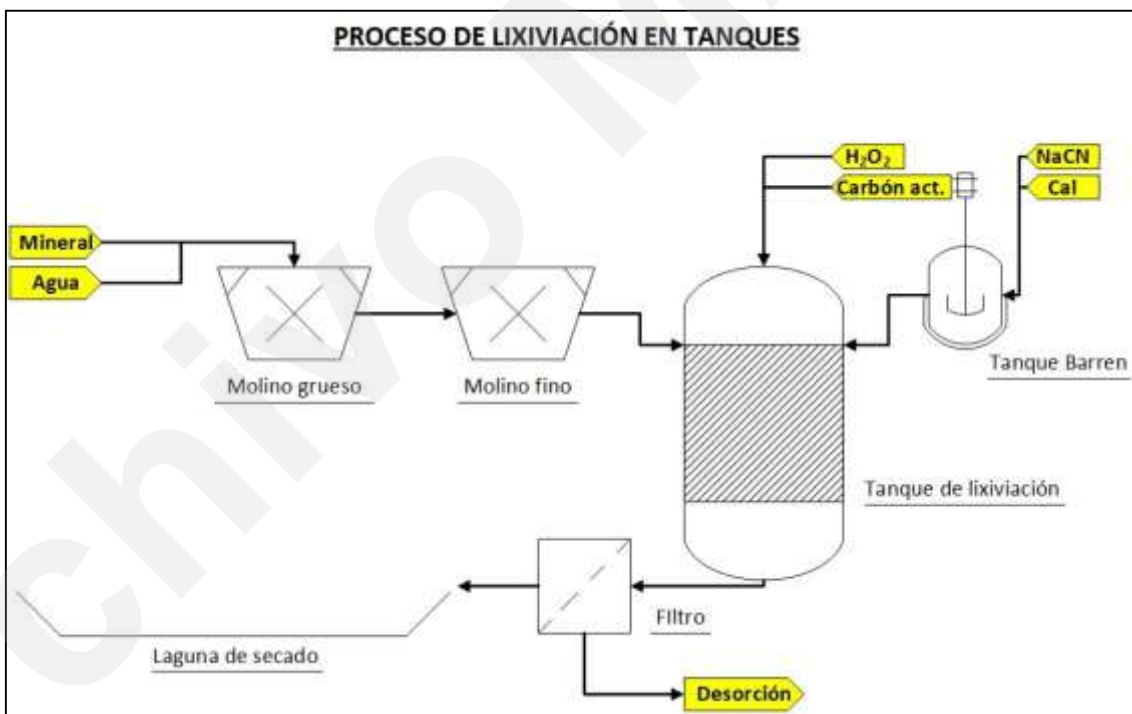 PROCESO DE LIXIVIACIÓN EN TANQUES
H₂O₂
NaCN
Carbón act.
Cal
Mineral
Agua
Tanque Barren
Molino grueso
Molino fino
Tanque de lixiviación
FIltro
Laguna de secado
Desorción
chivo M